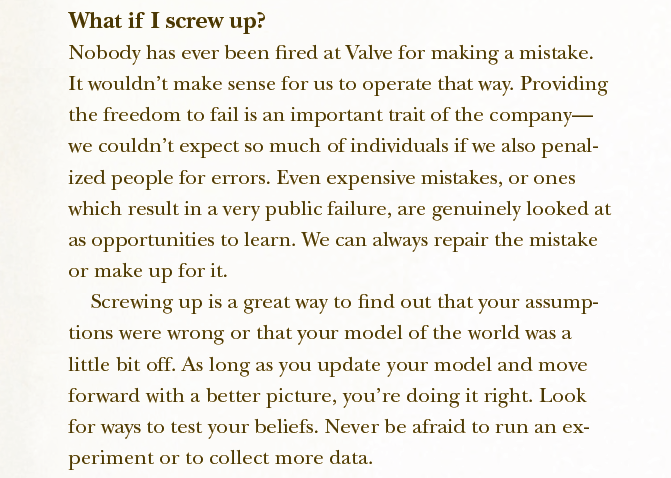 What if I screw up?
Nobody has ever been fired at Valve for making a mistake.
It wouldn’t make sense for us to operate that way. Providing
the freedom to fail is an important trait of the company—
we couldn’t expect so much of individuals if we also penal-
ized people for errors. Even expensive mistakes, or ones
which result in a very public failure, are genuinely looked at
as opportunities to learn. We can always repair the mistake
or make up for it.
Screwing up is a great way to find out that your assump-
tions were wrong or that your model of the world was a
little bit off. As long as you update your model and move
forward with a better picture, you’re doing it right. Look
for ways to test your beliefs. Never be afraid to run an ex-
periment or to collect more data.